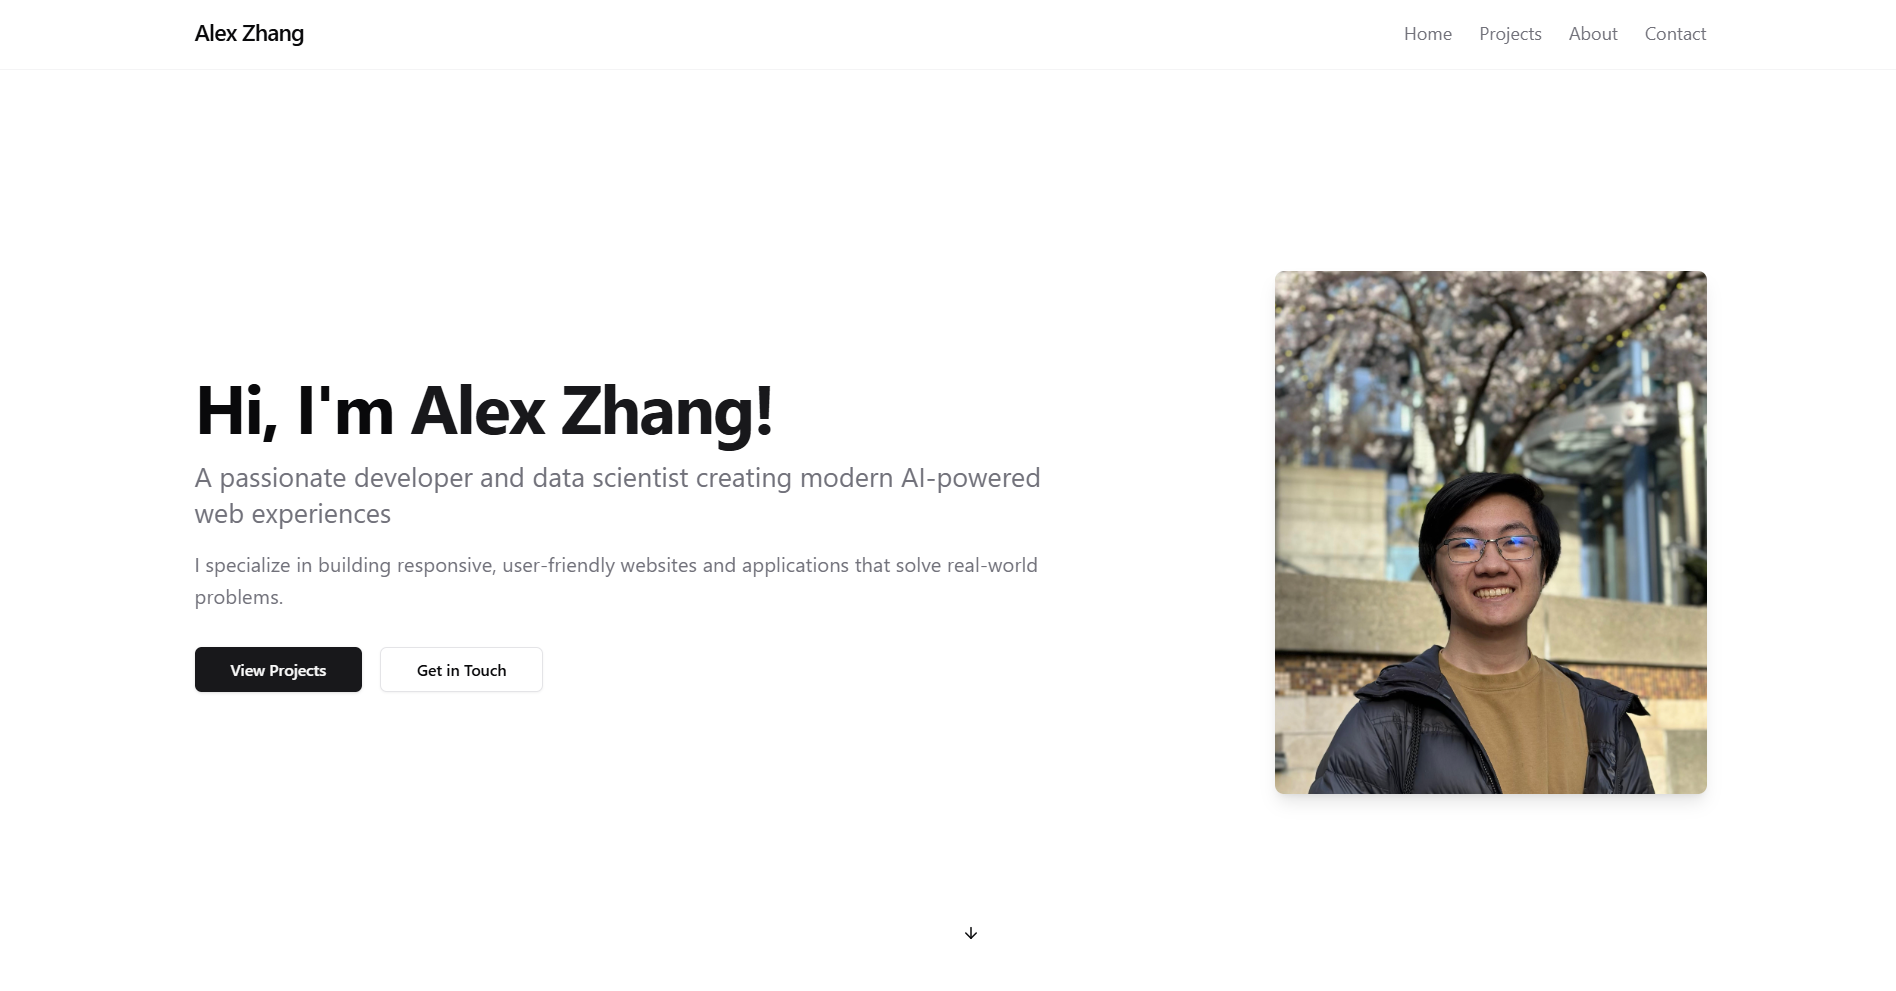 Alex Zhang
Home Projects About Contact
Hi, I'm Alex Zhang!
A passionate developer and data scientist creating modern AI-powered
web experiences
I specialize in building responsive, user-friendly websites and applications that solve real-world
problems.
View Projects Get in Touch